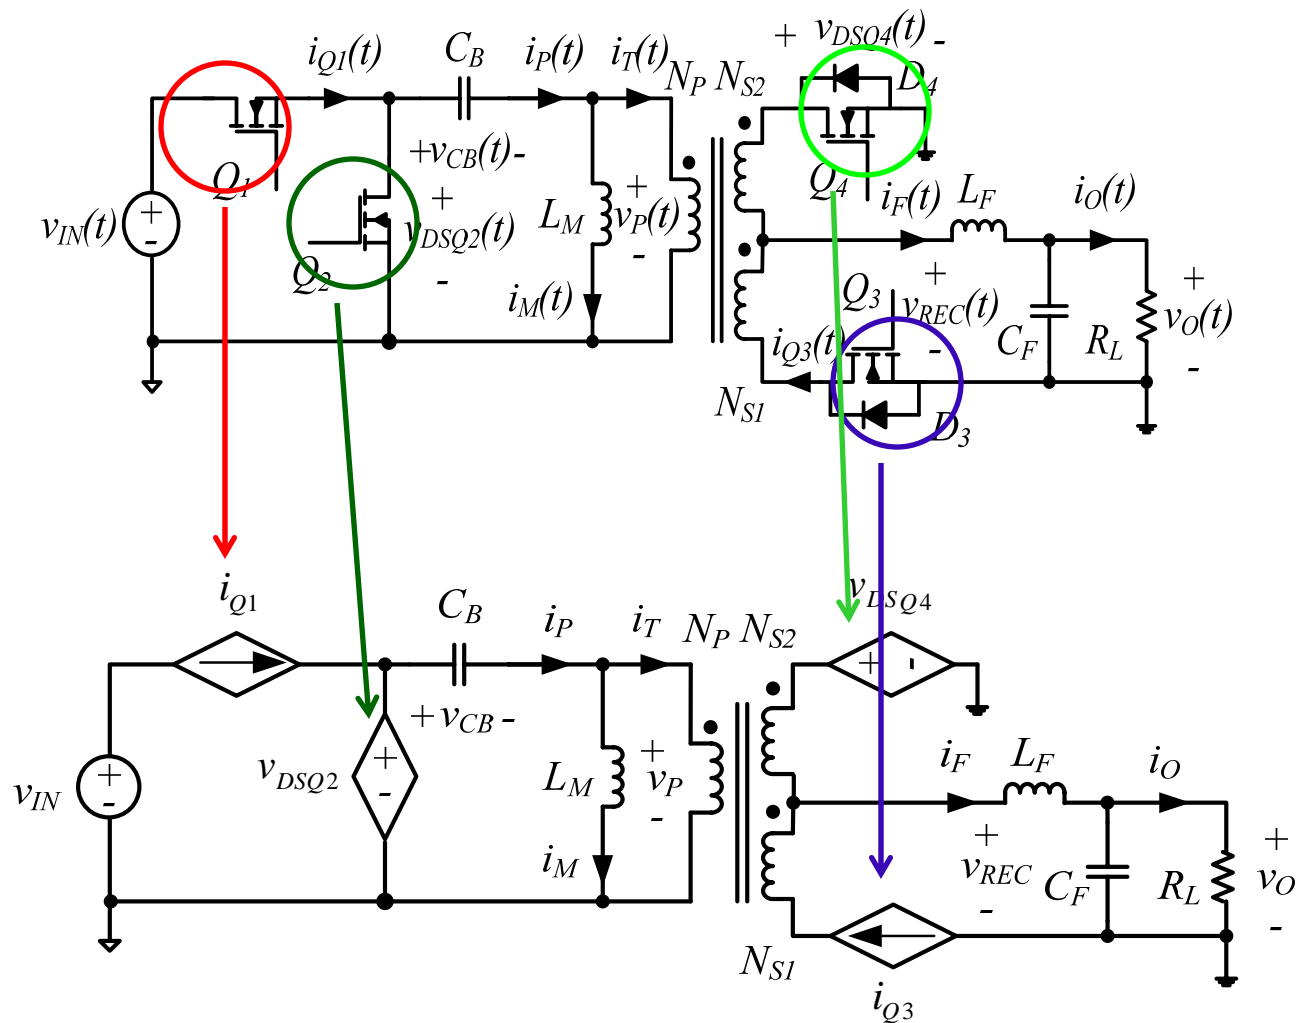 + v_DSQ4(t) -
i_Q1(t) C_B i_P(t) i_T(t) N_P N_S2 D_4
+v_CB(t)-
Q_1 Q_4
v_IN(t) + - + v_DSQ2(t) - L_M + v_P(t) - i_F(t) L_F i_O(t)
Q_2 i_M(t) Q_3 + v_REC(t) - C_F R_L + v_O(t) -
i_Q3(t)
N_S1 D_3
i_Q1 C_B i_P i_T N_P N_S2 v_DSQ4
+ -
+ v_CB -
v_IN + - v_DSQ2 + - L_M + v_P - i_F L_F i_O
i_M + v_REC - C_F R_L + v_O -
N_S1 i_Q3